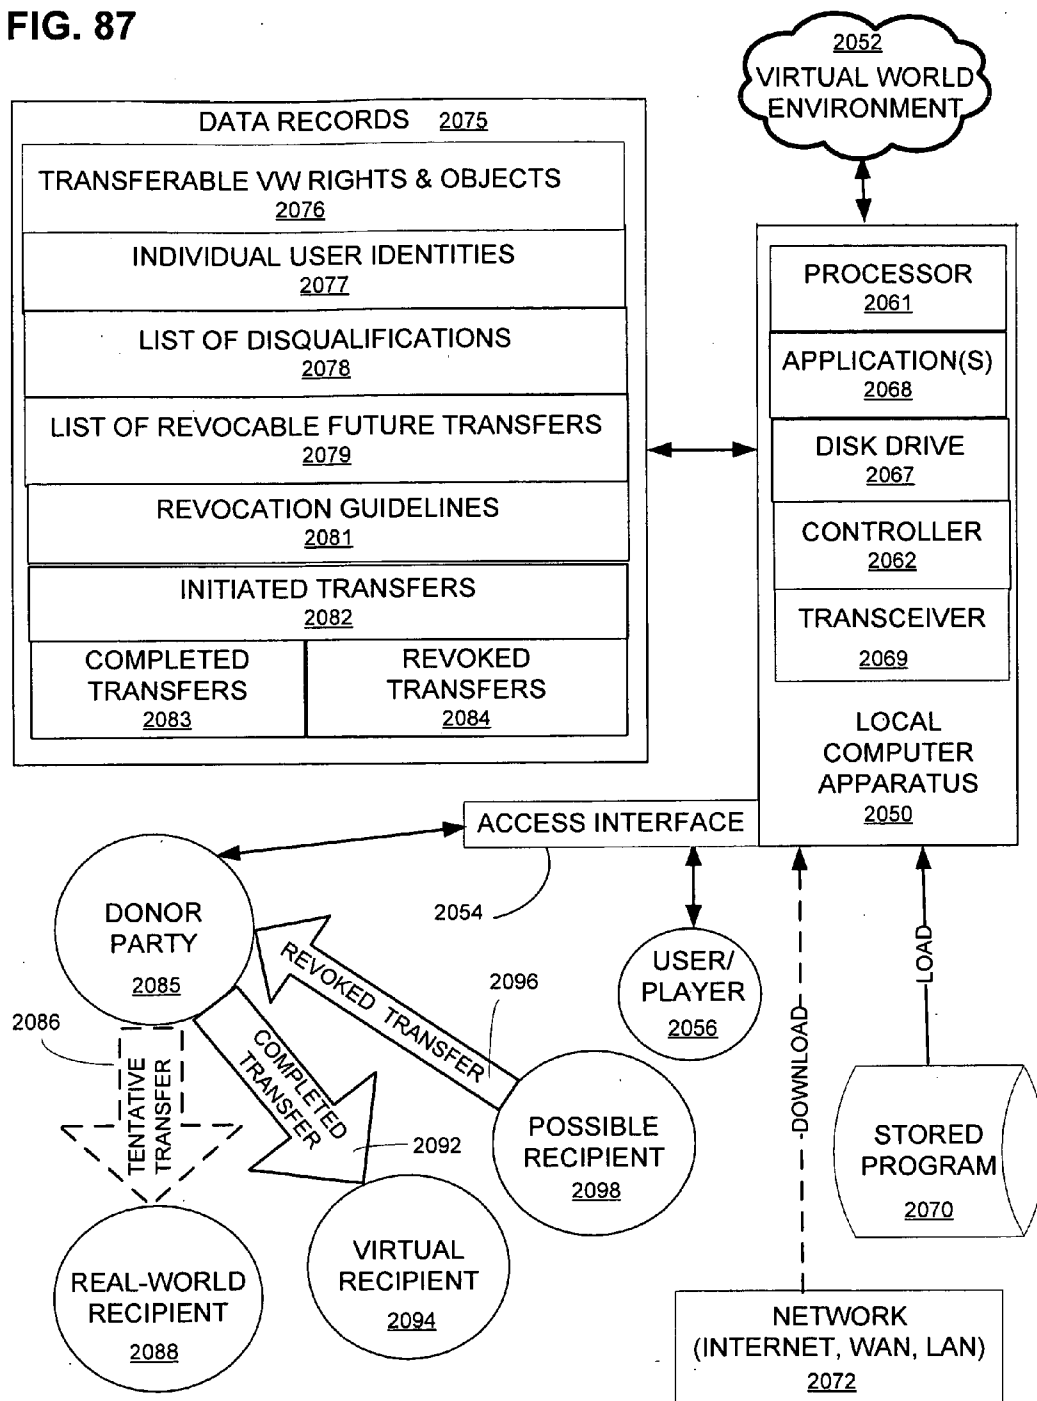 FIG. 87
2052
VIRTUAL WORLD
ENVIRONMENT
DATA RECORDS 2075
TRANSFERABLE VW RIGHTS & OBJECTS
2076
INDIVIDUAL USER IDENTITIES
2077
LIST OF DISQUALIFICATIONS
2078
LIST OF REVOCABLE FUTURE TRANSFERS
2079
REVOCATION GUIDELINES
2081
INITIATED TRANSFERS
2082
COMPLETED
TRANSFERS
2083
REVOKED
TRANSFERS
2084
PROCESSOR
2061
APPLICATION(S)
2068
DISK DRIVE
2067
CONTROLLER
2062
TRANSCEIVER
2069
LOCAL
COMPUTER
APPARATUS
2050
ACCESS INTERFACE
2054
DONOR
PARTY
2085
USER/
PLAYER
2056
REVOKED TRANSFER
2096
2086
TENTATIVE
TRANSFER
COMPLETED
TRANSFER
2092
POSSIBLE
RECIPIENT
2098
VIRTUAL
RECIPIENT
2094
REAL-WORLD
RECIPIENT
2088
DOWNLOAD
LOAD
STORED
PROGRAM
2070
NETWORK
(INTERNET, WAN, LAN)
2072